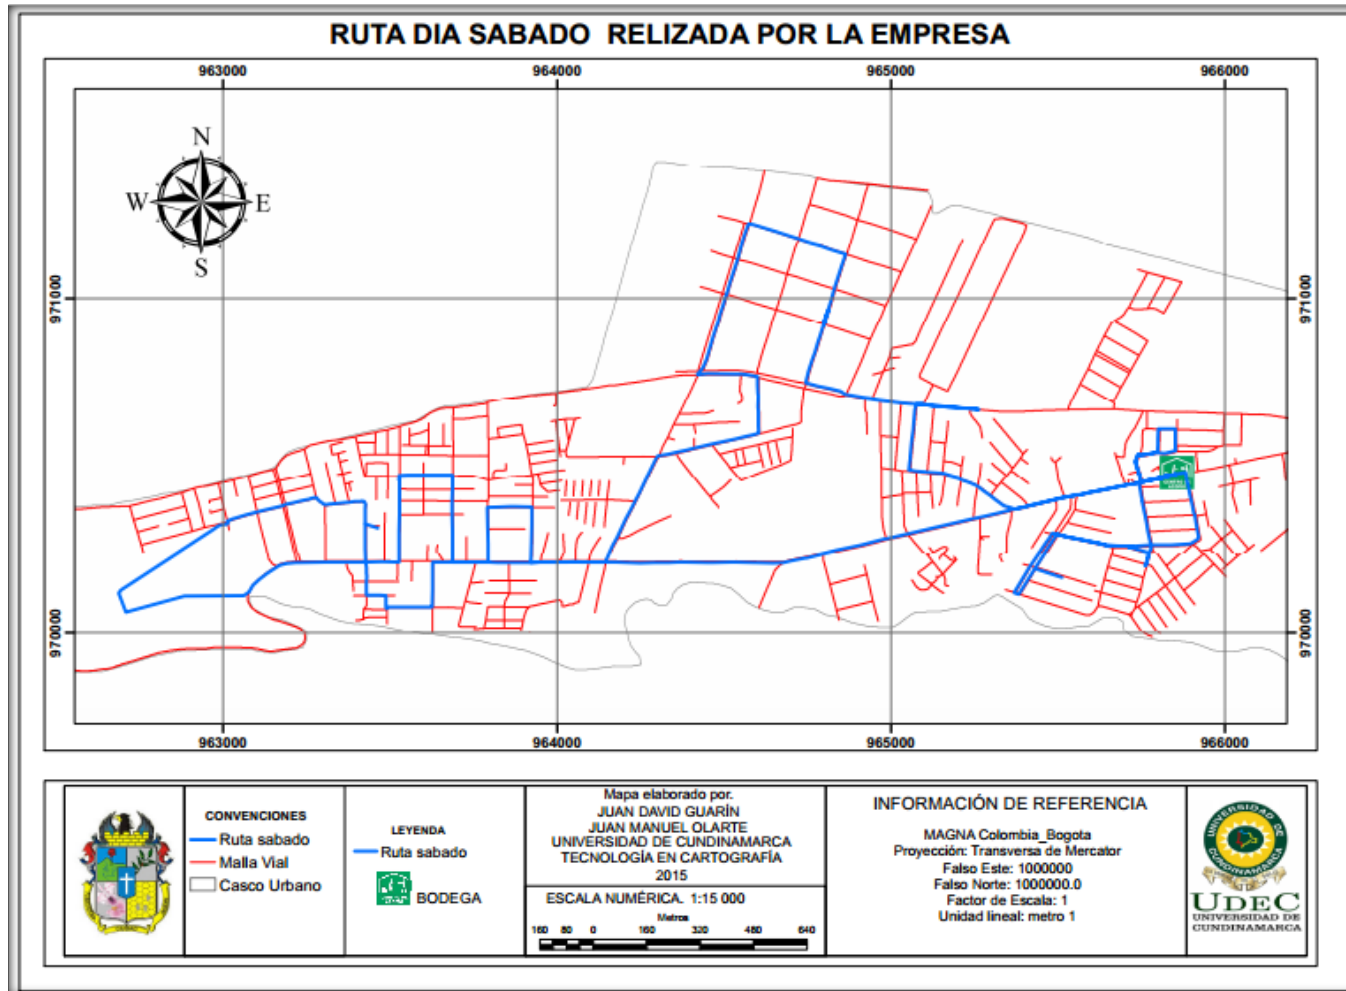 RUTA DIA SABADO RELIZADA POR LA EMPRESA
963000
964000
965000
966000
N
W
E
S
971000
971000
970000
970000
963000
964000
965000
966000
CONVENCIONES
Ruta sabado
Malla Vial
Casco Urbano
LEYENDA
Ruta sabado
BODEGA
Mapa elaborado por.
JUAN DAVID GUARÍN
JUAN MANUEL OLARTE
UNIVERSIDAD DE CUNDINAMARCA
TECNOLOGÍA EN CARTOGRAFÍA
2015
ESCALA NUMÉRICA. 1:15 000
Metros
160 80 0 160 320 480 640
INFORMACIÓN DE REFERENCIA
MAGNA Colombia_Bogota
Proyección: Transversa de Mercator
Falso Este: 1000000
Falso Norte: 1000000.0
Factor de Escala: 1
Unidad lineal: metro 1
UNIVERSIDAD DE
CUNDINAMARCA
UDEC
UNIVERSIDAD DE
CUNDINAMARCA